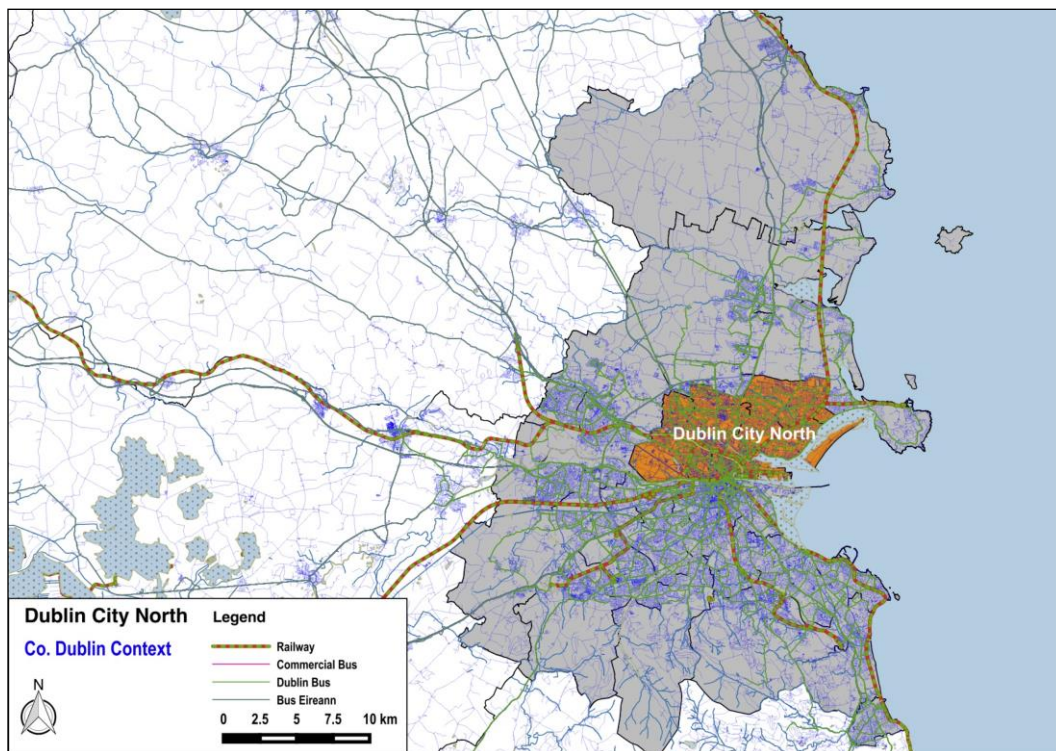 Dublin City North
Dublin City North
Co. Dublin Context
N
Legend
Railway
Commercial Bus
Dublin Bus
Bus Eireann
0 2.5 5 7.5 10 km